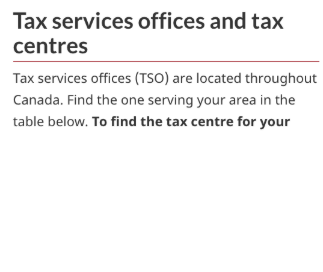 Tax services offices and tax
centres
Tax services offices (TSO) are located throughout
Canada. Find the one serving your area in the
table below. To find the tax centre for your